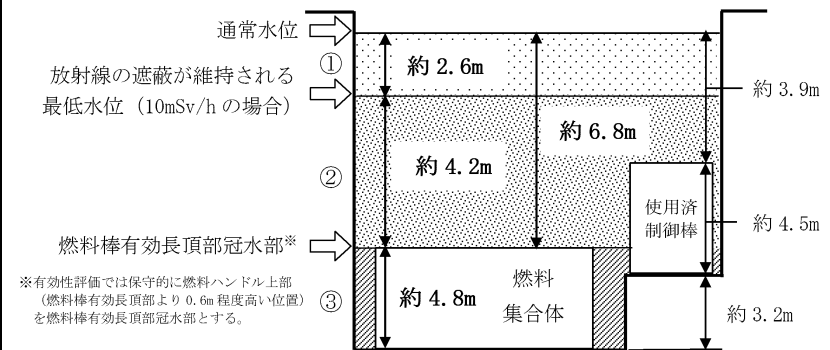 通常水位
①
約 2.6m
放射線の遮蔽が維持される
最低水位（10mSv/h の場合）
約 3.9m
約 6.8m
約 4.2m
②
使用済
制御棒
約 4.5m
燃料棒有効長頂部冠水部※
※有効性評価では保守的に燃料ハンドル上部
（燃料棒有効長頂部より 0.6m 程度高い位置）
を燃料棒有効長頂部冠水部とする。
③
約 4.8m
燃料
集合体
約 3.2m